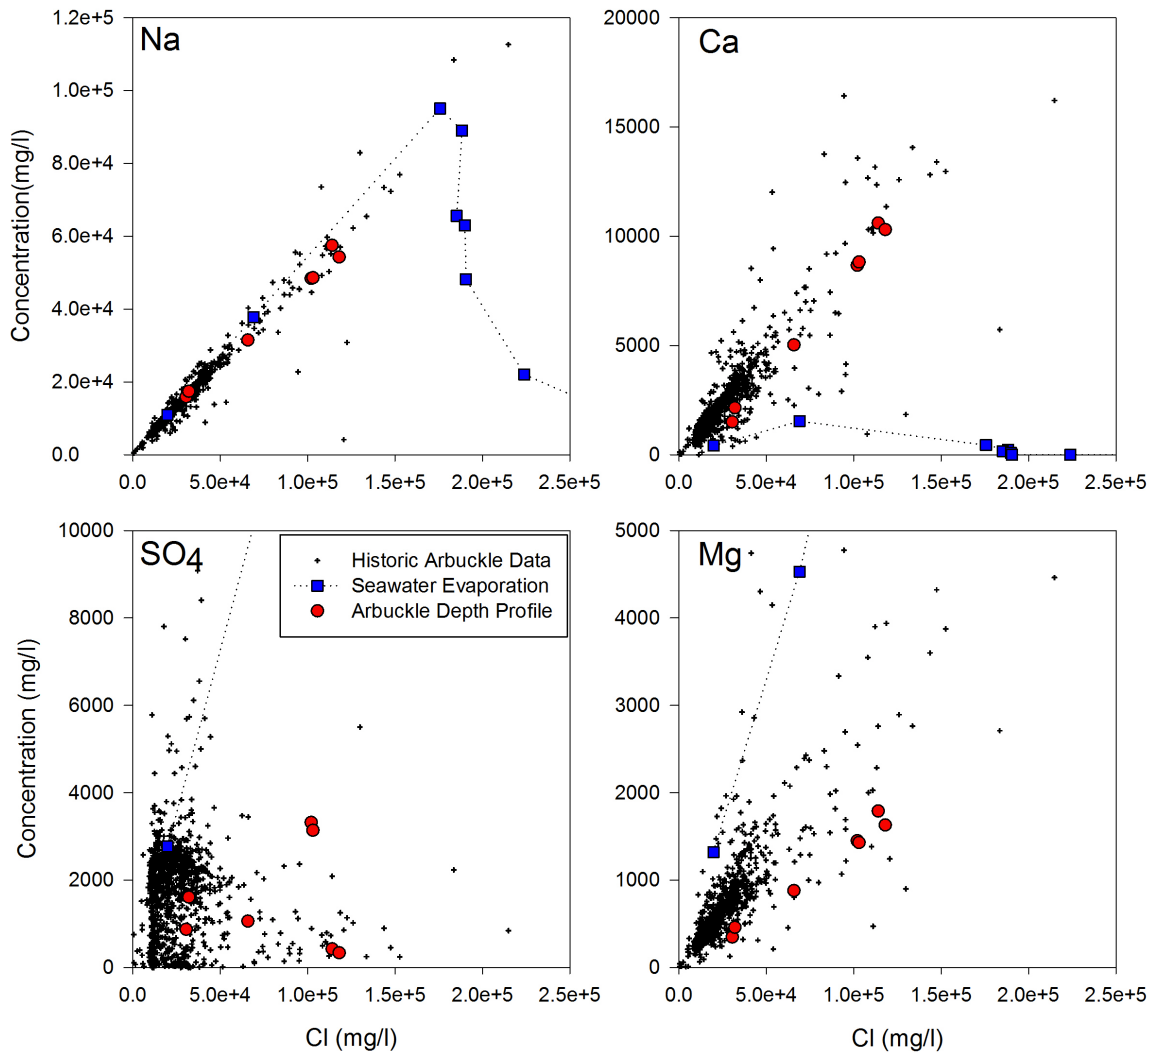 Na
Ca
1.2e+5
1.0e+5
8.0e+4
6.0e+4
4.0e+4
2.0e+4
0.0
20000
15000
10000
5000
0
Concentration(mg/l)
0.0 5.0e+4 1.0e+5 1.5e+5 2.0e+5 2.5e+5
0.0 5.0e+4 1.0e+5 1.5e+5 2.0e+5 2.5e+5
SO4
Mg
Historic Arbuckle Data
Seawater Evaporation
Arbuckle Depth Profile
10000
8000
6000
4000
2000
0
5000
4000
3000
2000
1000
0
Concentration (mg/l)
0.0 5.0e+4 1.0e+5 1.5e+5 2.0e+5 2.5e+5
0.0 5.0e+4 1.0e+5 1.5e+5 2.0e+5 2.5e+5
Cl (mg/l)
Cl (mg/l)